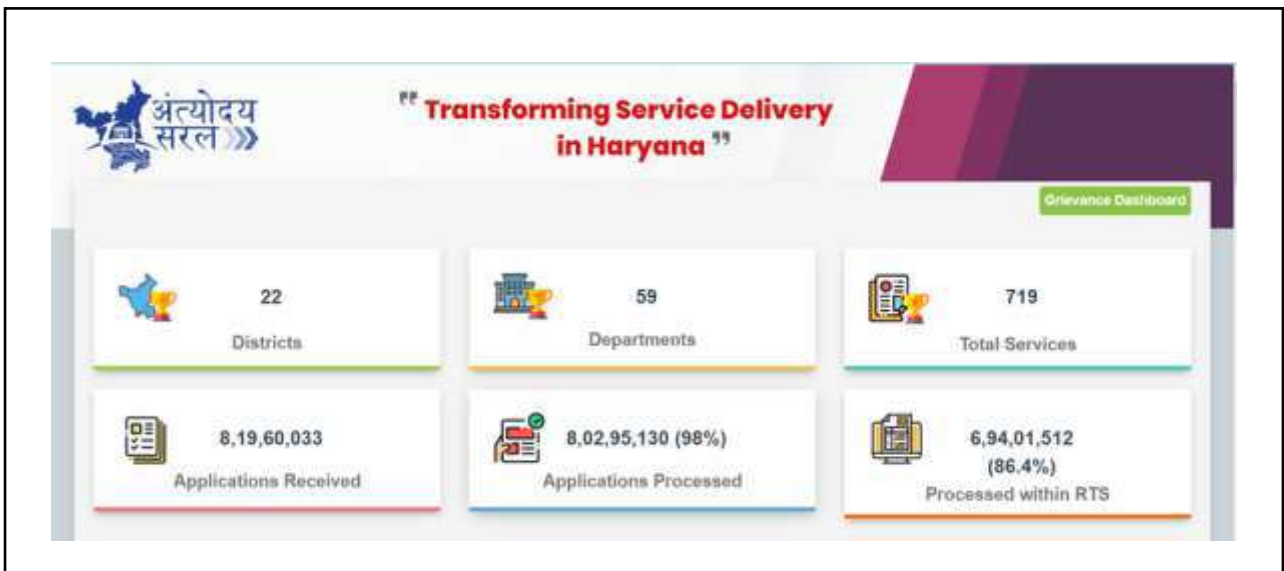 अंत्योदय
सरल
" Transforming Service Delivery
in Haryana "
Grievance Dashboard
22
Districts
59
Departments
719
Total Services
8,19,60,033
Applications Received
8,02,95,130 (98%)
Applications Processed
6,94,01,512
(86.4%)
Processed within RTS